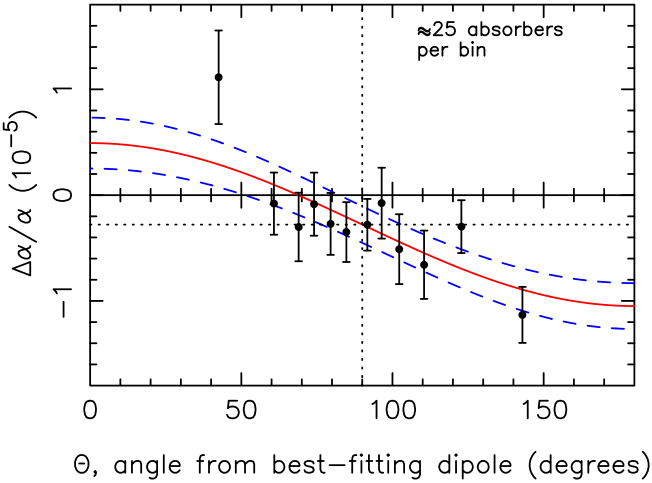 ≈25 absorbers
per bin
Δα/α (10⁻⁵)
1
0
−1
0 50 100 150
Θ, angle from best−fitting dipole (degrees)